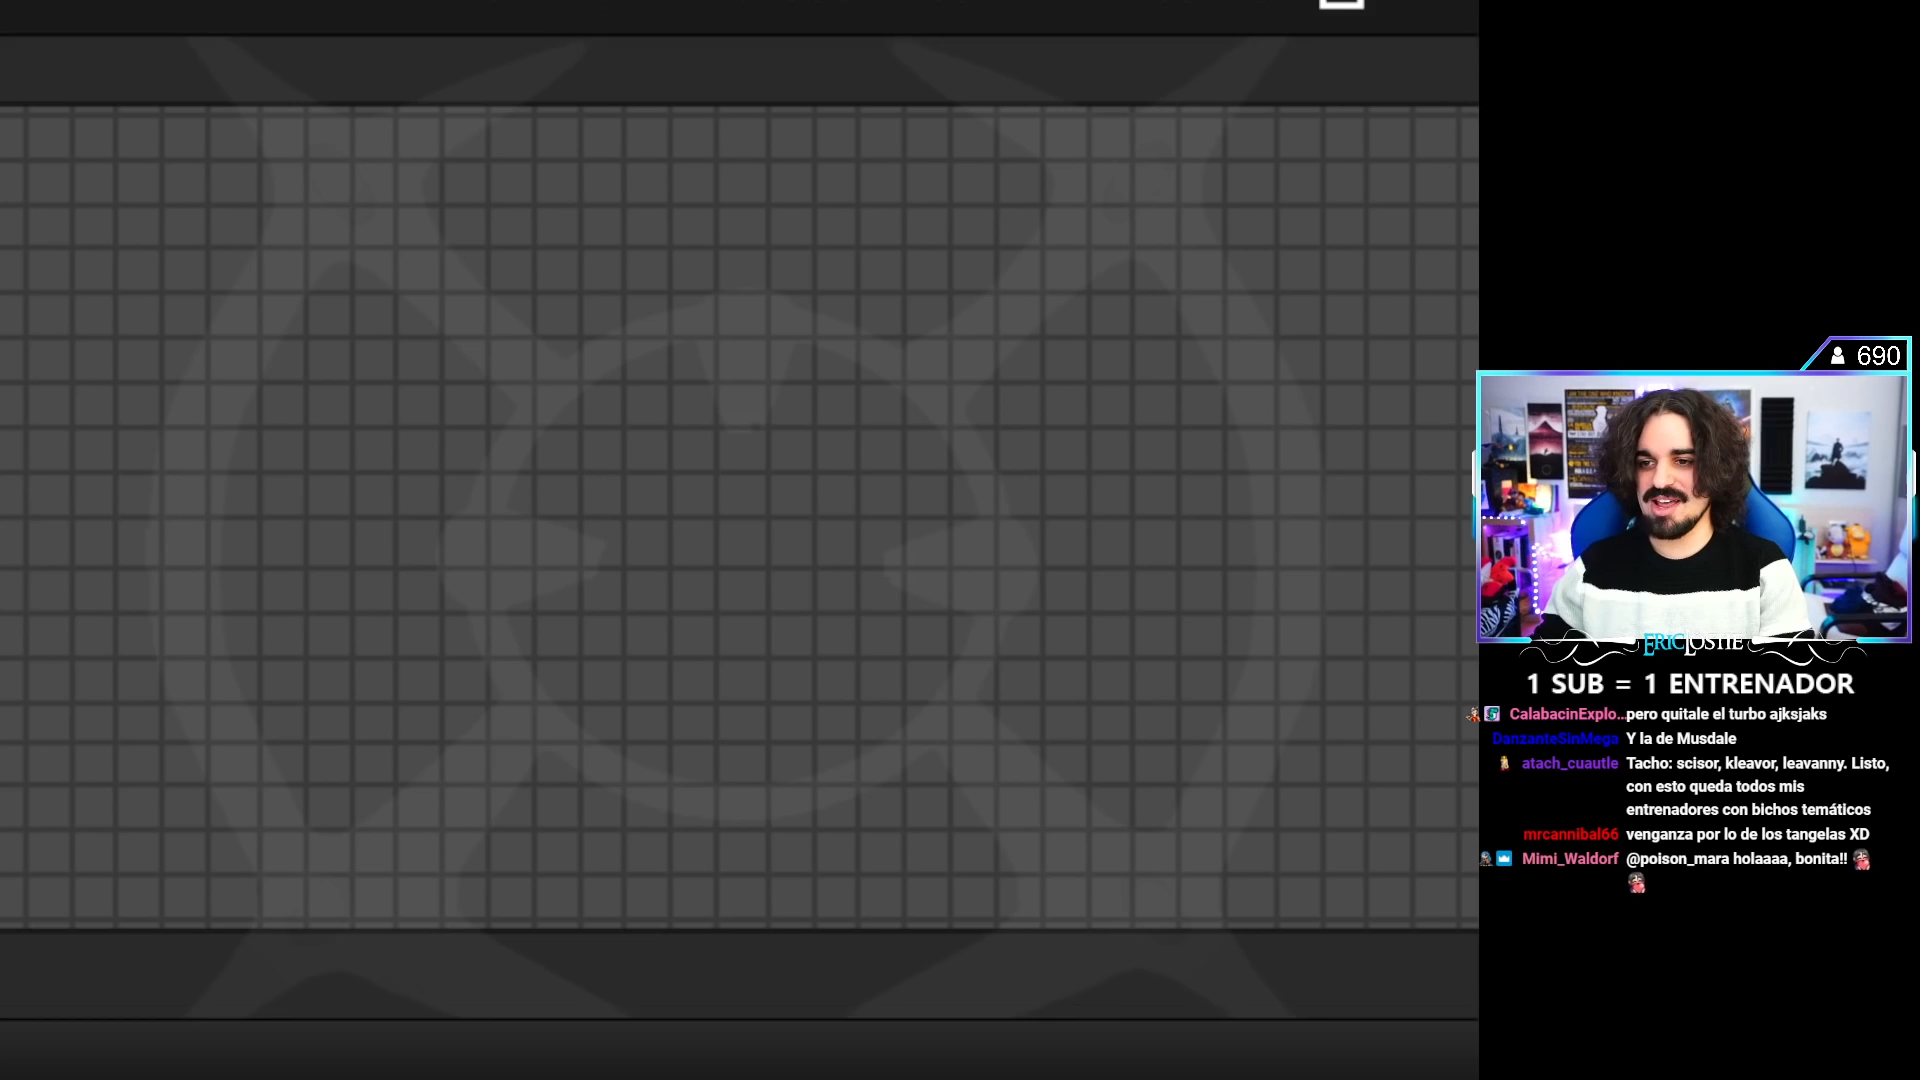 690
ERICLOSTIE
1 SUB = 1 ENTRENADOR
CalabacinExplo... pero quitale el turbo ajksjaks
DanzanteSinMega Y la de Musdale
atach_cuautle Tacho: scisor, kleavor, leavanny. Listo,
con esto queda todos mis
entrenadores con bichos temáticos
mrcannibal66 venganza por lo de los tangelas XD
Mimi_Waldorf @poison_mara holaaaa, bonita!!